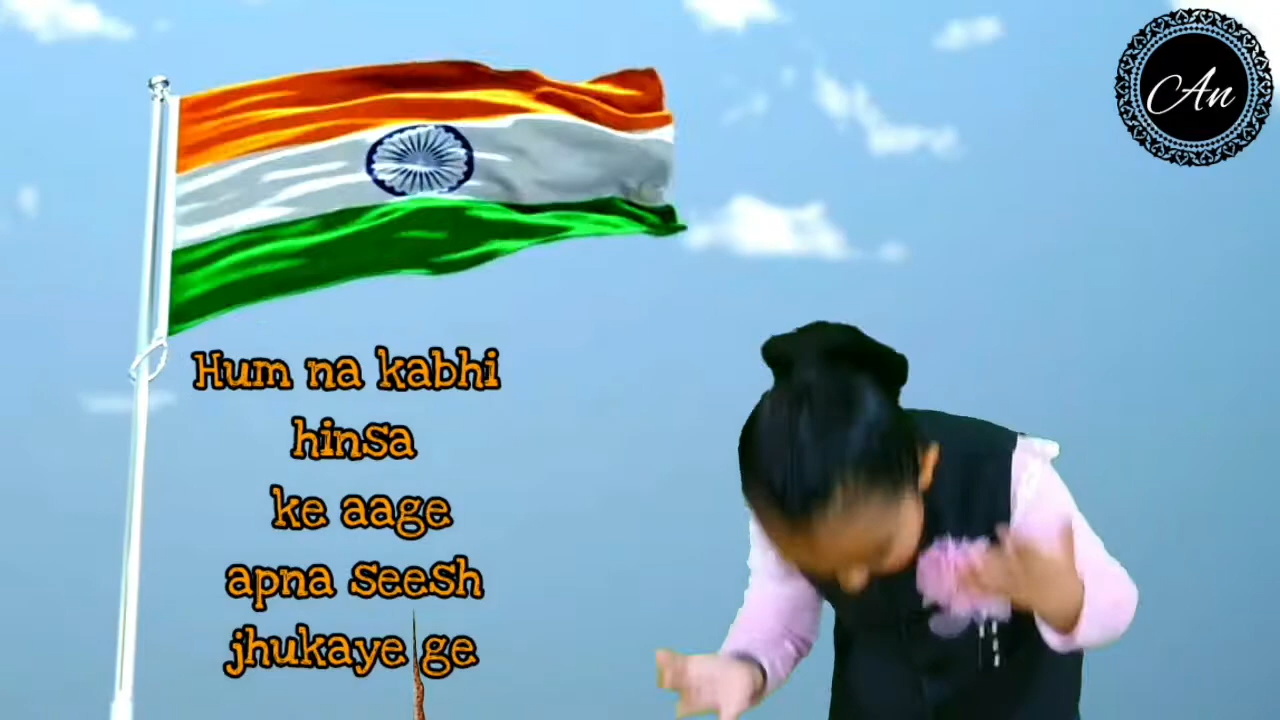 An
Hum na kabhi
hinsa
ke aage
apna seesh
jhukaye ge